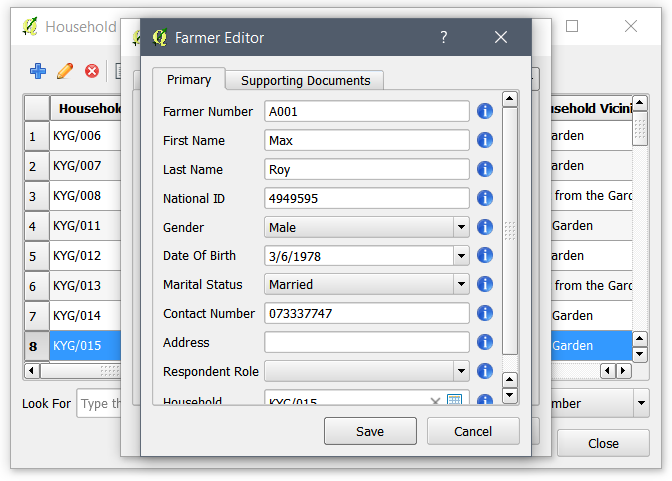 Household
Farmer Editor
?
Primary
Supporting Documents
Household
usehold Vicini
Farmer Number
A001
1
KYG/006
arden
First Name
Max
2
KYG/007
arden
Last Name
Roy
3
KYG/008
from the Gard
National ID
4949595
4
KYG/011
Garden
Gender
Male
5
KYG/012
arden
Date Of Birth
3/6/1978
6
KYG/013
from the Gard
Marital Status
Married
7
KYG/014
Garden
Contact Number
073337747
8
KYG/015
Garden
Address
Respondent Role
Household
KYG/015
Look For
Type th
mber
Save
Cancel
Close